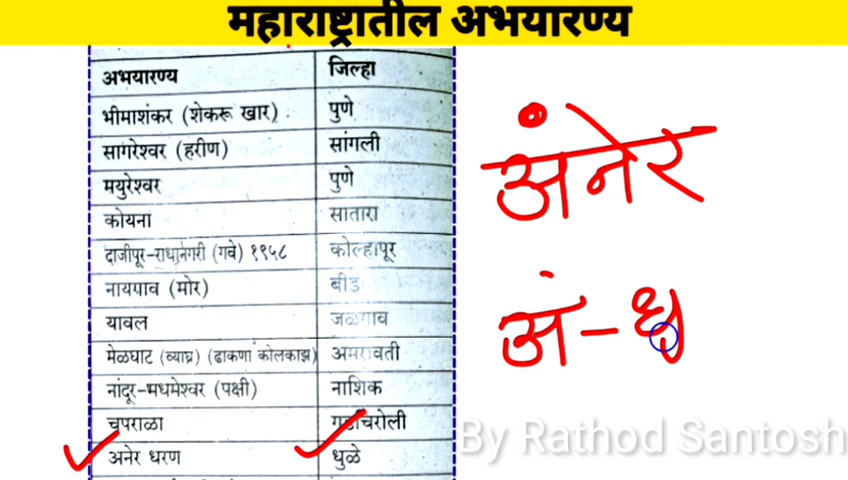 महाराष्ट्रातील अभयारण्य
अभयारण्य जिल्हा
भीमाशंकर (शेकरू खार) पुणे
सागरेश्वर (हरीण) सांगली
मयुरेश्वर पुणे
कोयना सातारा
दाजीपूर-राधानगरी (गवे) १९५८ कोल्हापूर
नायगाव (मोर) बीड
यावल जळगाव
मेळघाट (व्याघ्र) (ढाकणा कोलकाझ) अमरावती
नांदूर-मधमेश्वर (पक्षी) नाशिक
चपराळा गडचिरोली
अनेर धरण धुळे
अंनेर
अं - धु
By Rathod Santosh